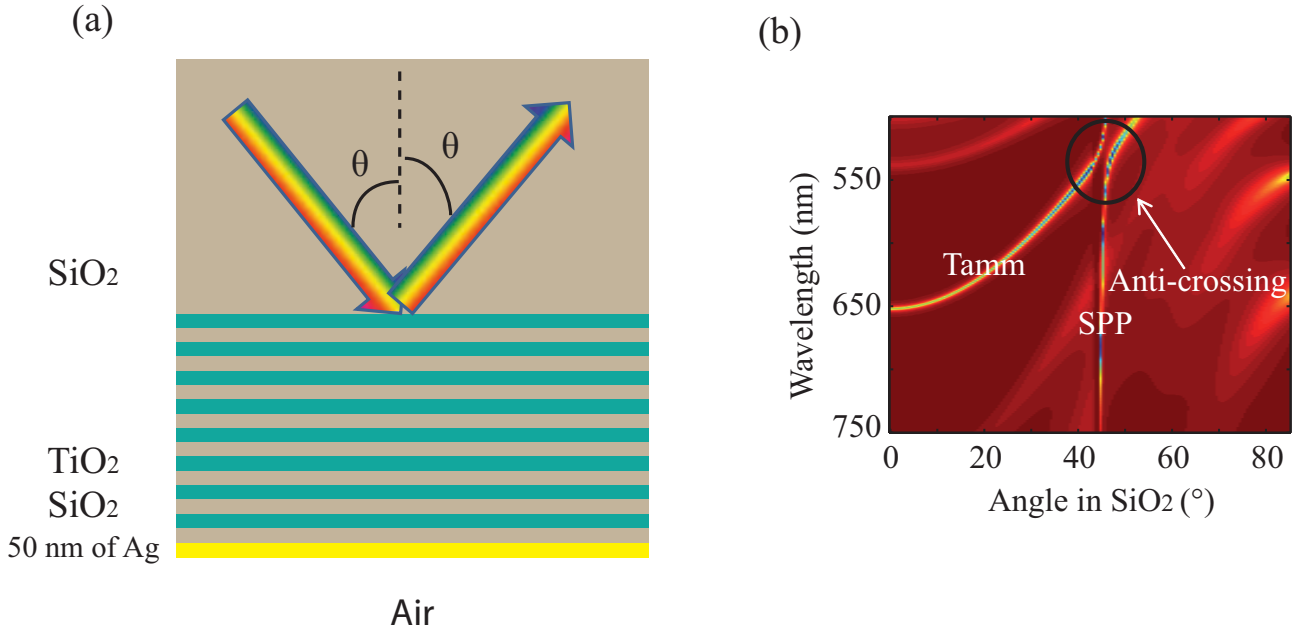 (a)
θ
θ
SiO₂
TiO₂
SiO₂
50 nm of Ag
Air
(b)
Wavelength (nm)
550
650
750
Tamm
Anti-crossing
SPP
0 20 40 60 80
Angle in SiO₂ (°)